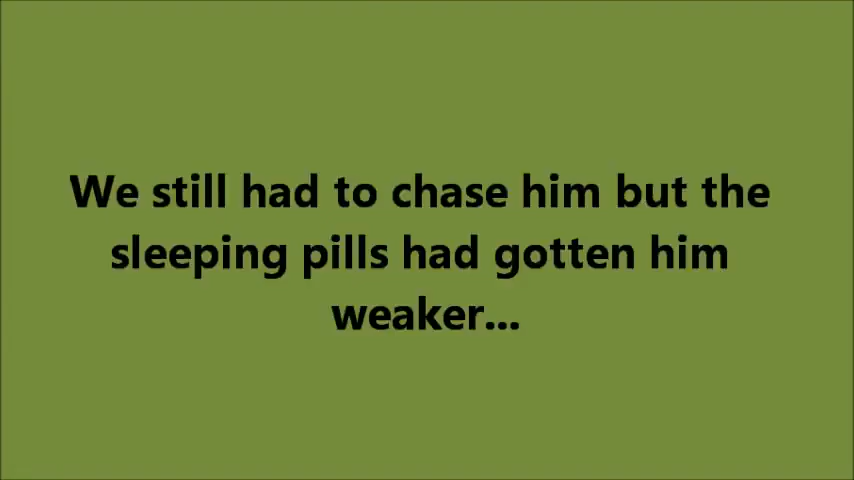 We still had to chase him but the
sleeping pills had gotten him
weaker...